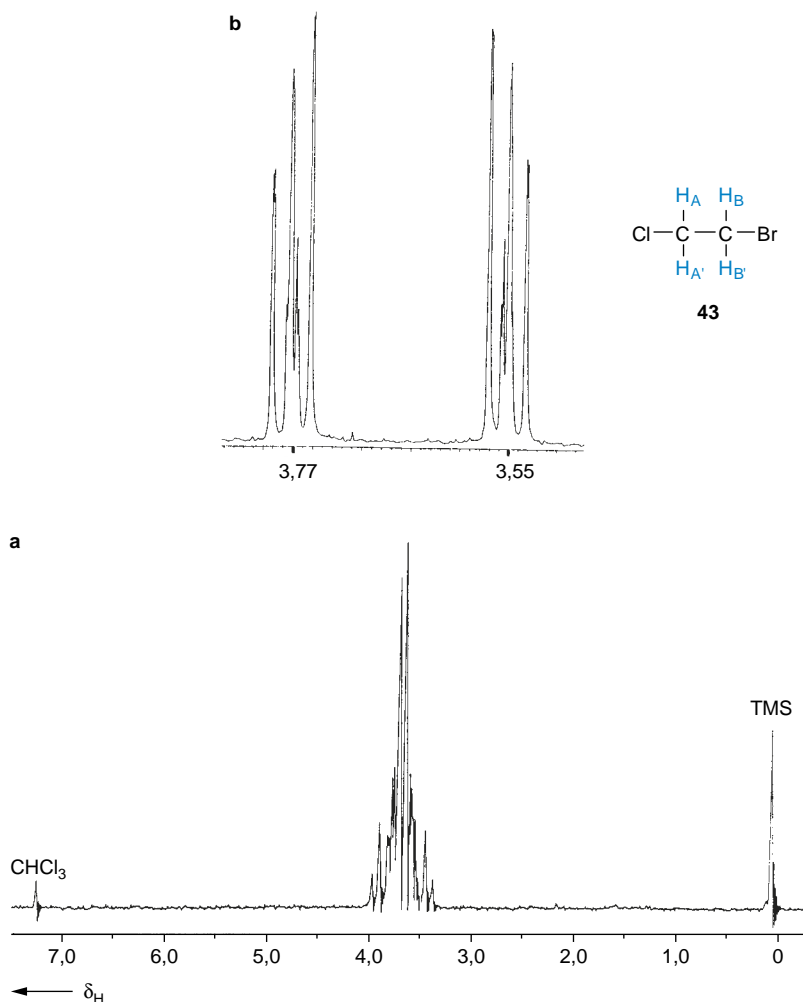 b
H_A H_B
Cl—C—C—Br
H_A' H_B'
43
3,77 3,55
a
TMS
CHCl₃
7,0 6,0 5,0 4,0 3,0 2,0 1,0 0
δ_H